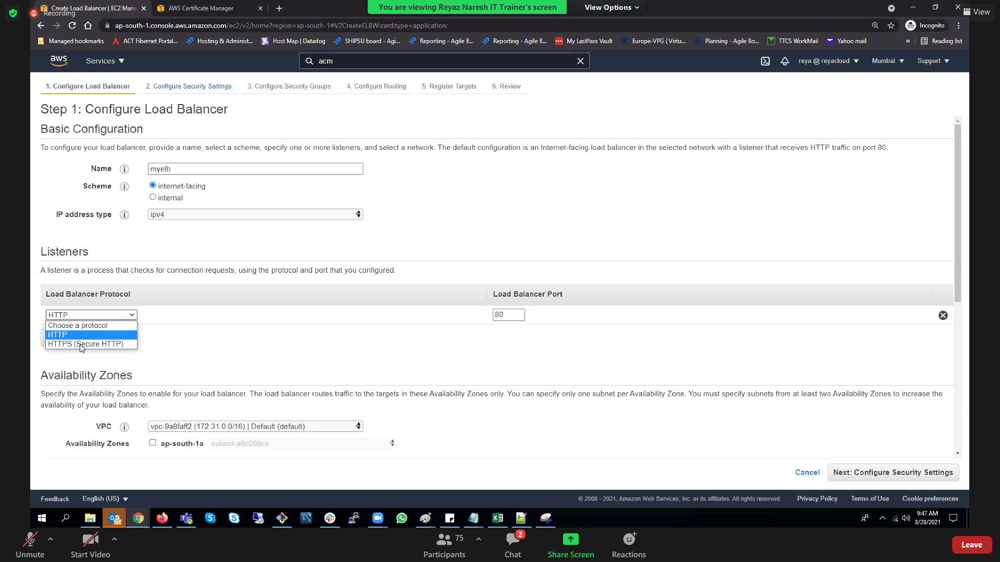 Create Load Balancer | EC2 Mana
Recording
AWS Certificate Manager
You are viewing Reyaz Naresh IT Trainer's screen
View Options
View
ap-south-1.console.aws.amazon.com/ec2/v2/home?region=ap-south-1#V2CreateELBWizard:type=application:
Incognito
Managed bookmarks
ACT Fibernet Portal...
Hosting & Administ...
Host Map | Datadog
SHIPSU board - Agi...
Reporting - Agile B...
Reporting - Agile B...
My LastPass Vault
Europe-VPG ( Virtu...
Planning - Agile Bo...
TTCS WorkMail
Yahoo mail
»
Reading list
aws
Services
acm
reya @ reyacloud
Mumbai
Support
1. Configure Load Balancer
2. Configure Security Settings
3. Configure Security Groups
4. Configure Routing
5. Register Targets
6. Review
Step 1: Configure Load Balancer
Basic Configuration
To configure your load balancer, provide a name, select a scheme, specify one or more listeners, and select a network. The default configuration is an Internet-facing load balancer in the selected network with a listener that receives HTTP traffic on port 80.
Name
myelb
Scheme
internet-facing
internal
IP address type
ipv4
Listeners
A listener is a process that checks for connection requests, using the protocol and port that you configured.
Load Balancer Protocol
Load Balancer Port
HTTP
80
Choose a protocol
HTTP
HTTPS (Secure HTTP)
Availability Zones
Specify the Availability Zones to enable for your load balancer. The load balancer routes traffic to the targets in these Availability Zones only. You can specify only one subnet per Availability Zone. You must specify subnets from at least two Availability Zones to increase the
availability of your load balancer.
VPC
vpc-9a8faff2 (172.31.0.0/16) | Default (default)
Availability Zones
ap-south-1a
subnet-a6c089ce
Cancel
Next: Configure Security Settings
Feedback
English (US)
© 2008 - 2021, Amazon Web Services, Inc. or its affiliates. All rights reserved.
Privacy Policy
Terms of Use
Cookie preferences
9:47 AM
8/28/2021
Unmute
Start Video
75
Participants
2
Chat
Share Screen
Reactions
Leave